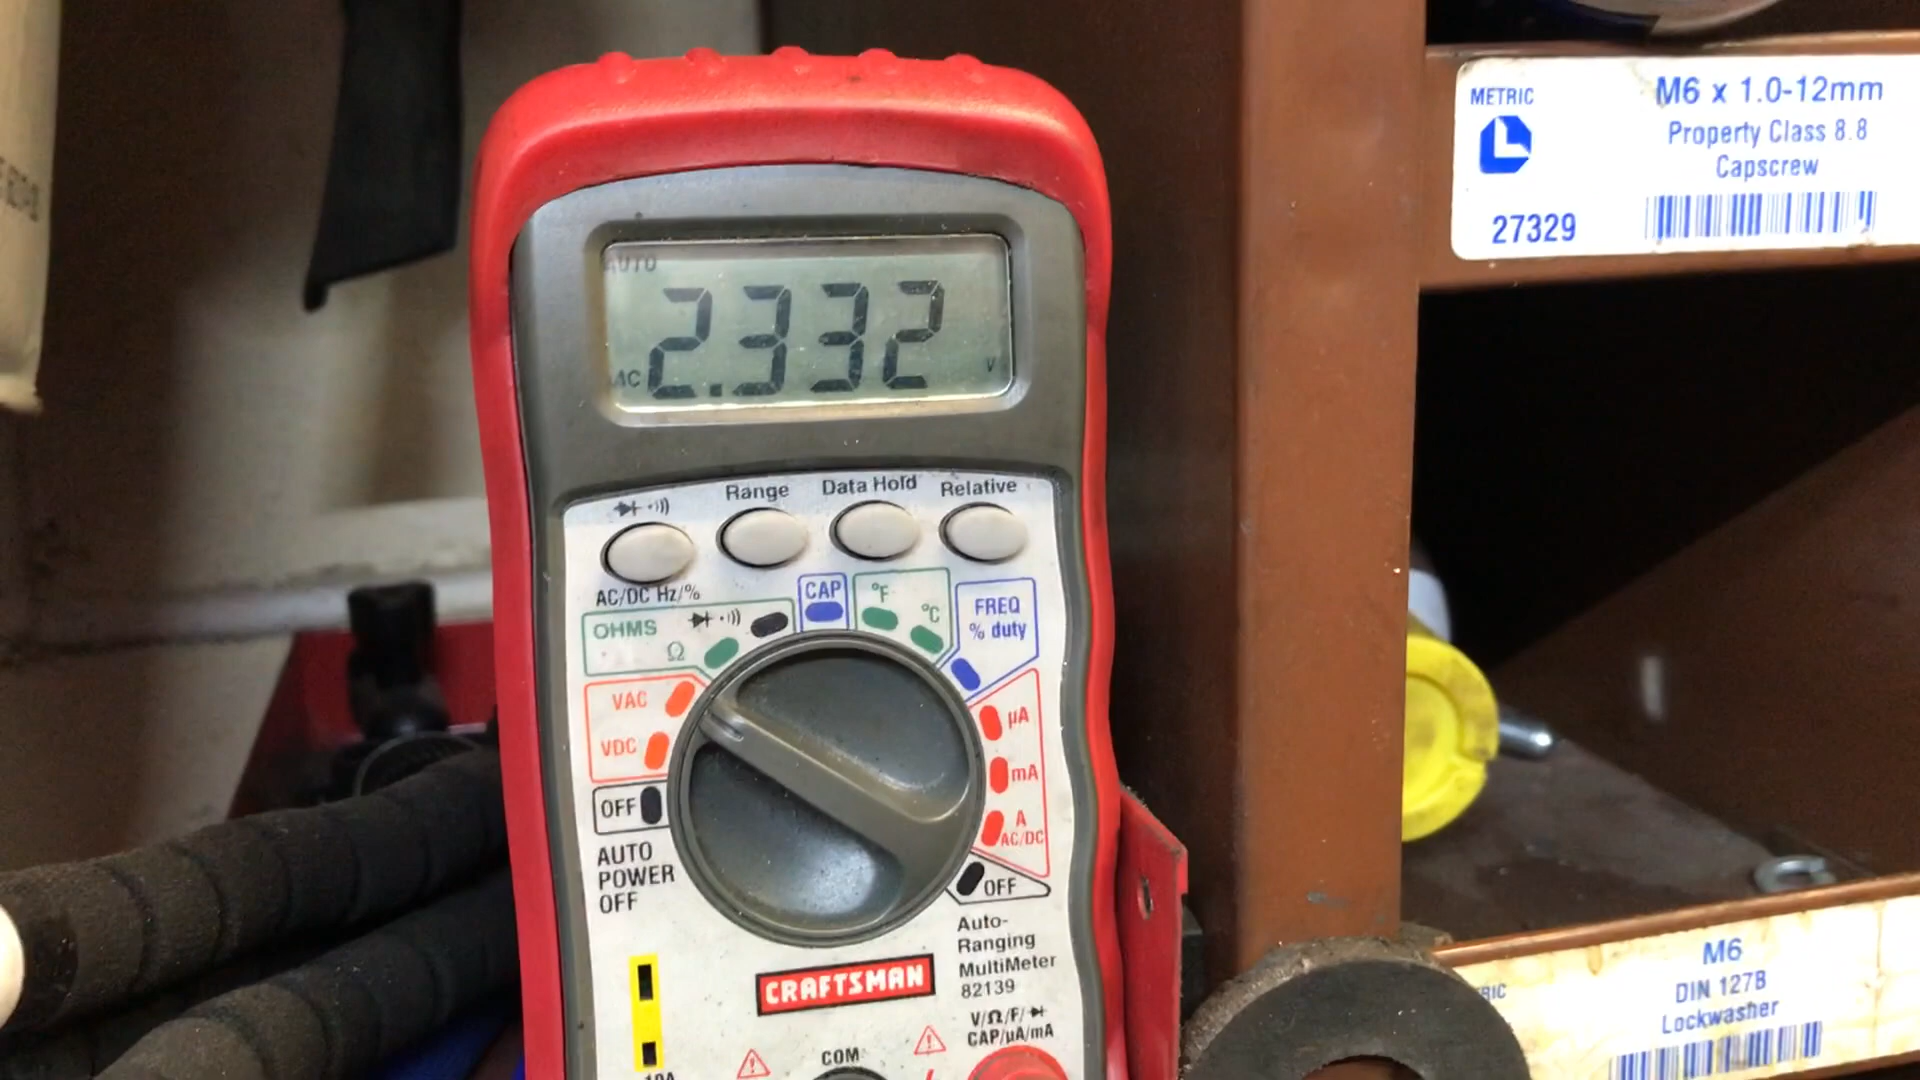 AUTO
AC 2.332 V
Range
Data Hold
Relative
AC/DC Hz/%
OHMS
Ω
CAP
°F
°C
FREQ
% duty
VAC
VDC
OFF
µA
mA
A
AC/DC
OFF
AUTO
POWER
OFF
Auto-
Ranging
MultiMeter
82139
CRAFTSMAN
V/Ω/F/
CAP/µA/mA
COM
10A
METRIC
M6 x 1.0-12mm
Property Class 8.8
Capscrew
27329
M6
DIN 127B
Lockwasher